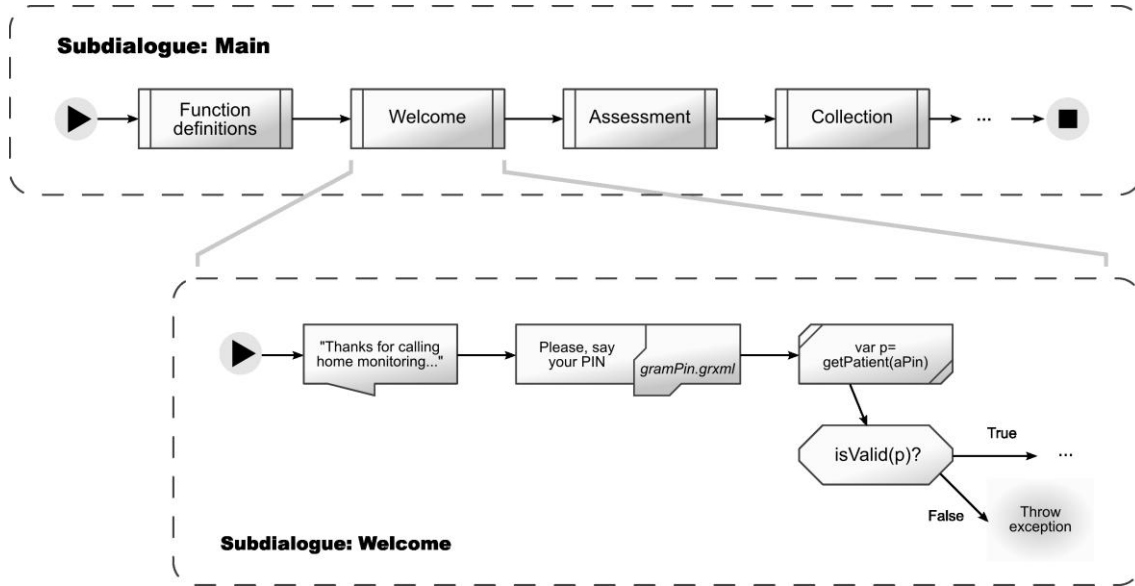 Subdialogue: Main
Function
definitions
Welcome
Assessment
Collection
...
"Thanks for calling
home monitoring..."
Please, say
your PIN
gramPin.grxml
var p=
getPatient(aPin)
isValid(p)?
True
...
False
Throw
exception
Subdialogue: Welcome